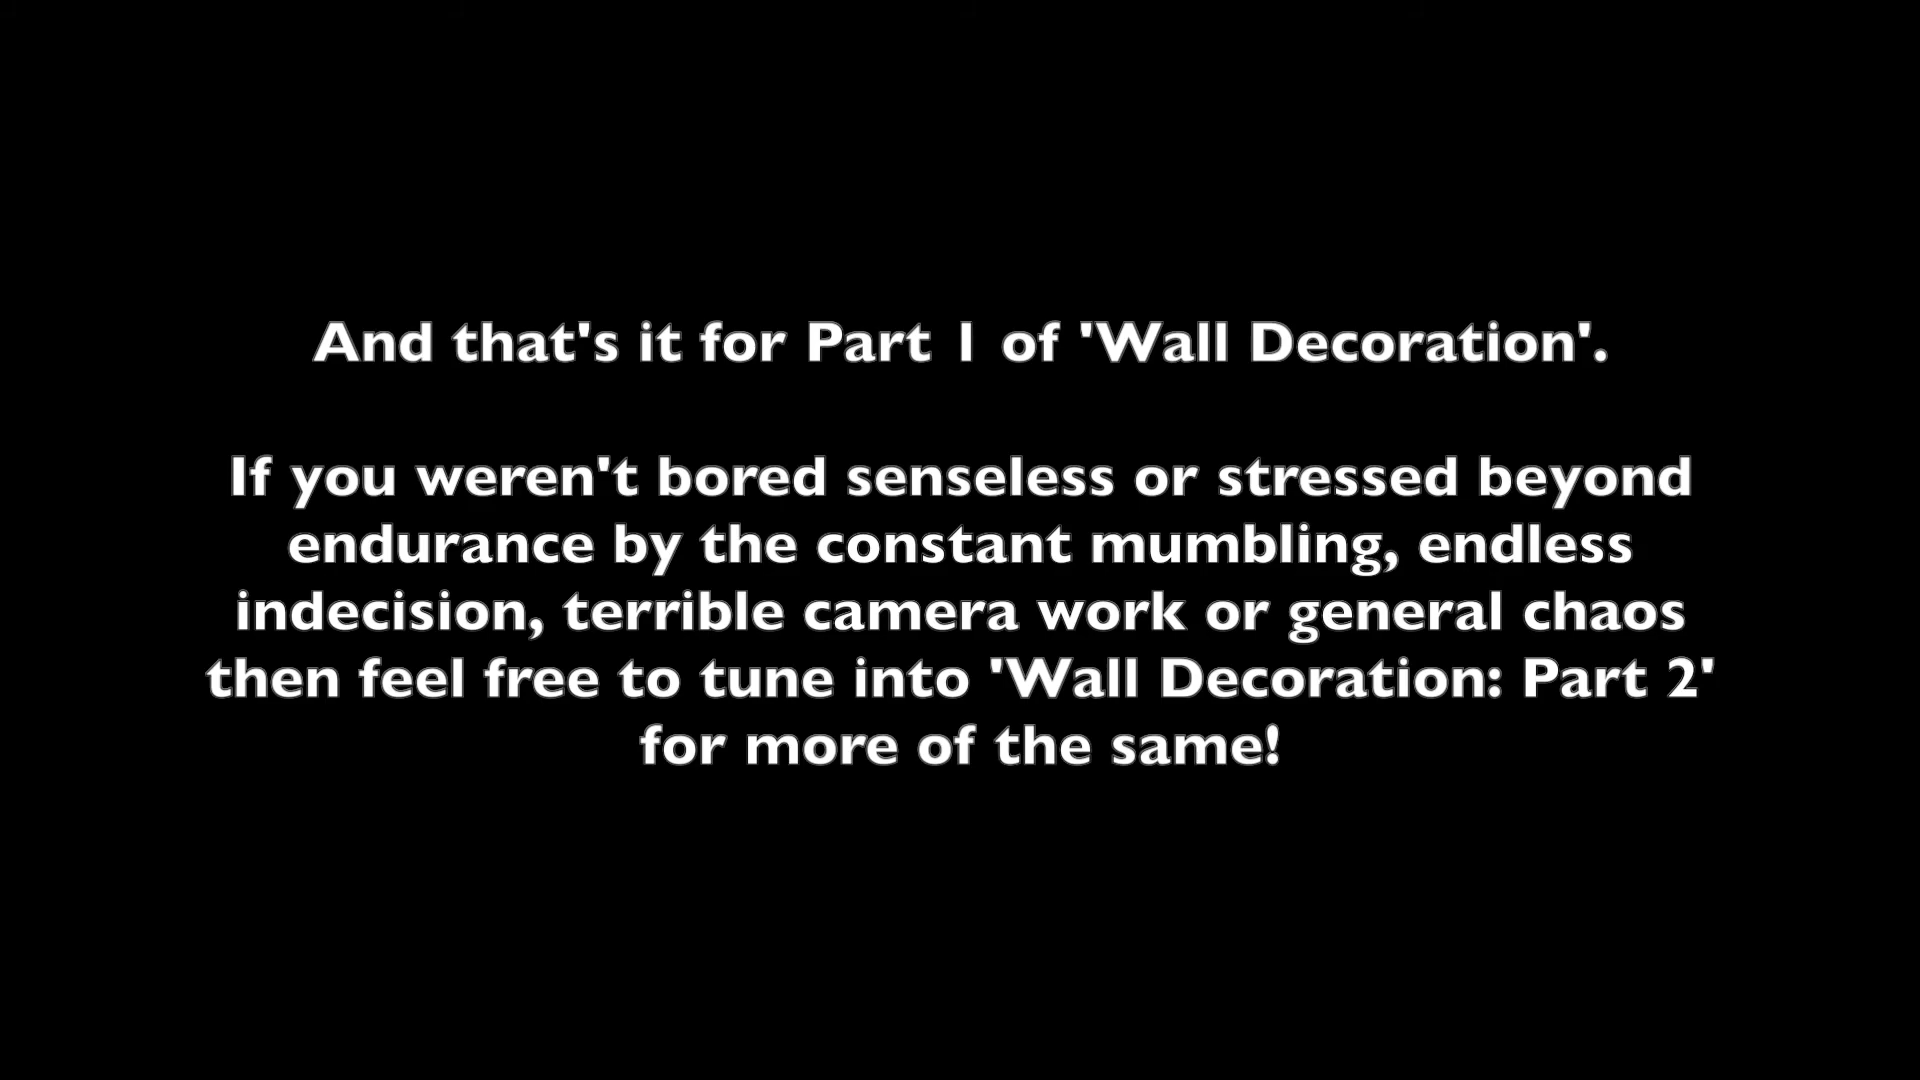 And that's it for Part 1 of 'Wall Decoration'.
If you weren't bored senseless or stressed beyond
endurance by the constant mumbling, endless
indecision, terrible camera work or general chaos
then feel free to tune into 'Wall Decoration: Part 2'
for more of the same!